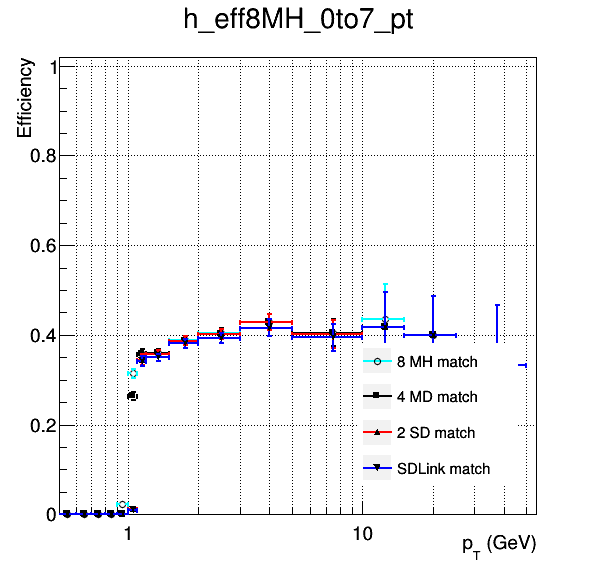 h_eff8MH_0to7_pt
Efficiency
1
0.8
0.6
0.4
0.2
0
8 MH match
4 MD match
2 SD match
SDLink match
1
10
p_T (GeV)